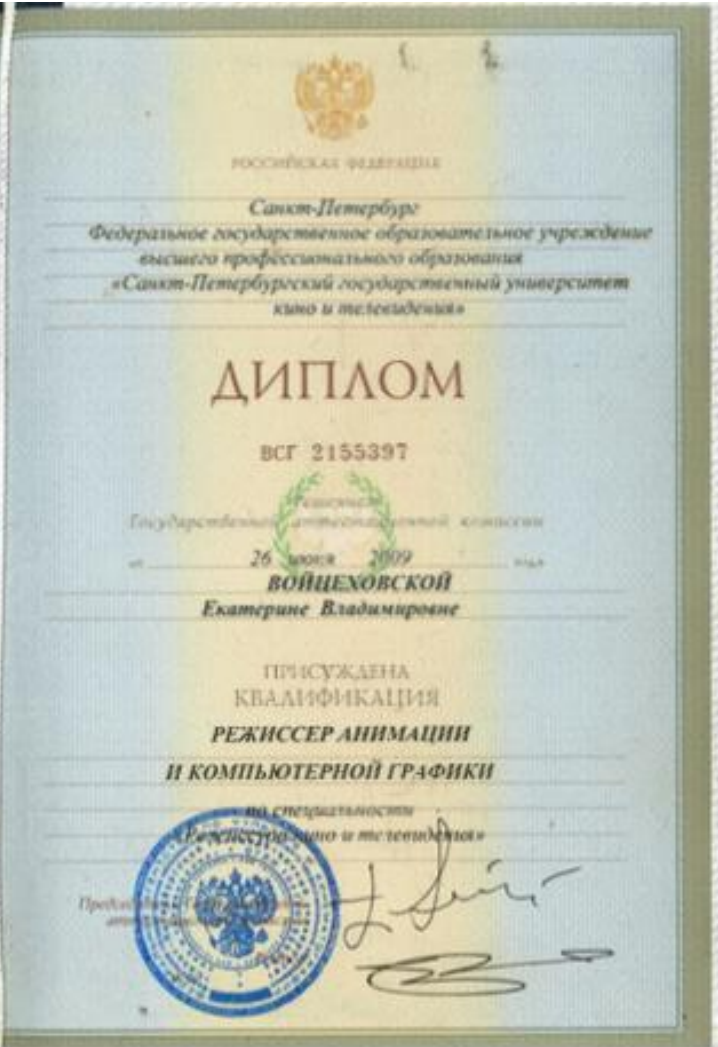 РОССИЙСКАЯ ФЕДЕРАЦИЯ
Санкт-Петербург
Федеральное государственное образовательное учреждение
высшего профессионального образования
«Санкт-Петербургский государственный университет
кино и телевидения»
ДИПЛОМ
ВСГ 2155397
Решением
Государственной аттестационной комиссии
от 26 июня 2009 года
ВОЙЦЕХОВСКОЙ
Екатерине Владимировне
ПРИСУЖДЕНА
КВАЛИФИКАЦИЯ
РЕЖИССЕР АНИМАЦИИ
И КОМПЬЮТЕРНОЙ ГРАФИКИ
по специальности
«Режиссура кино и телевидения»